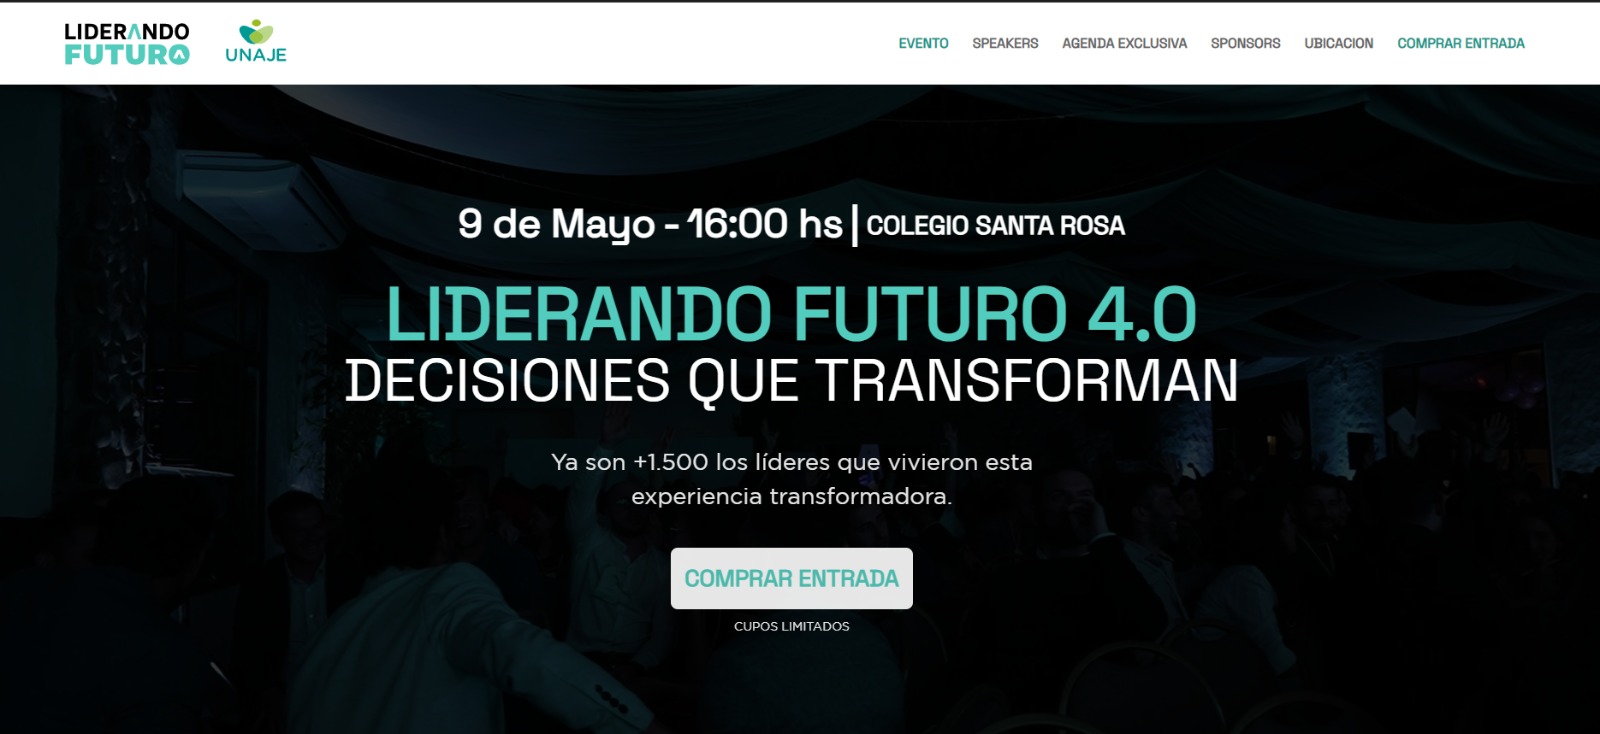 LIDERANDO
FUTURO
UNAJE
EVENTO SPEAKERS AGENDA EXCLUSIVA SPONSORS UBICACION COMPRAR ENTRADA
9 de Mayo - 16:00 hs | COLEGIO SANTA ROSA
LIDERANDO FUTURO 4.0
DECISIONES QUE TRANSFORMAN
Ya son +1.500 los líderes que vivieron esta
experiencia transformadora.
COMPRAR ENTRADA
CUPOS LIMITADOS